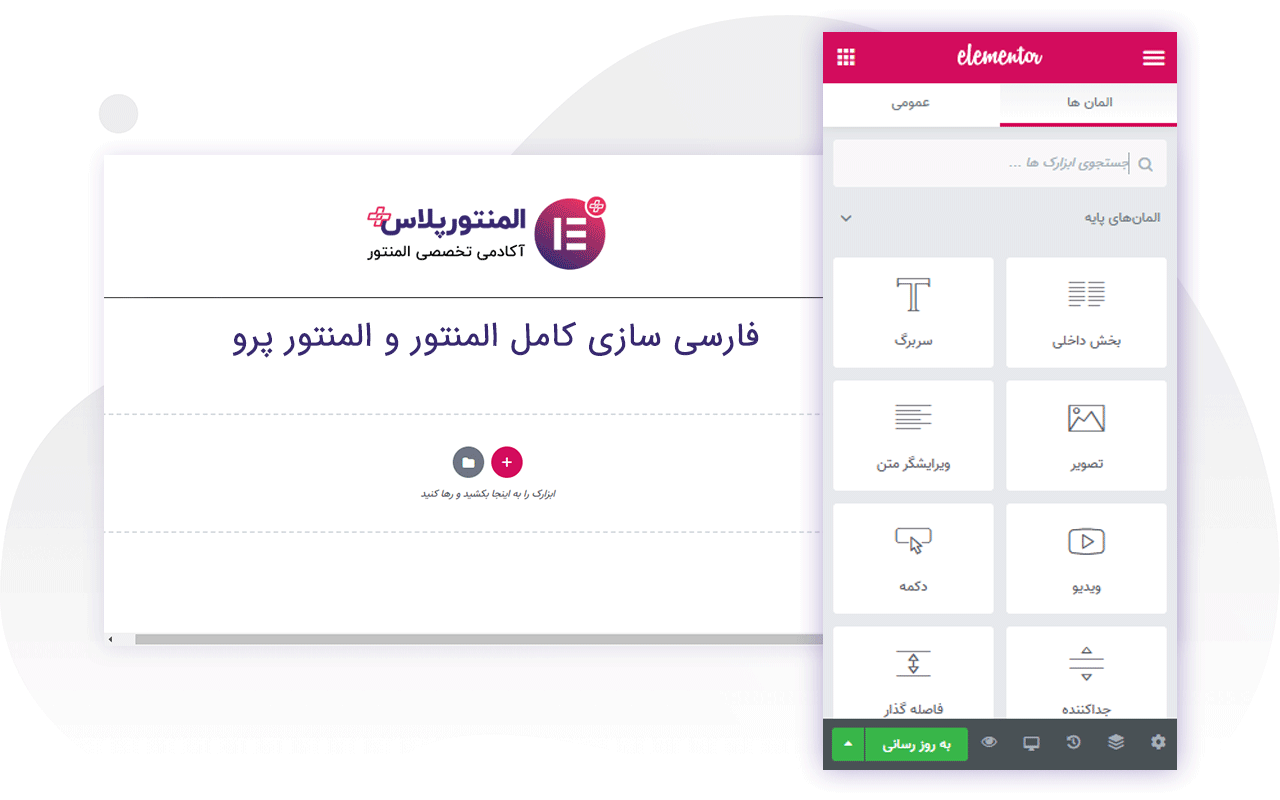 elementor
المان ها
عمومی
جستجوی ابزارک ها ...
المان‌های پایه
بخش داخلی
سربرگ
تصویر
ویرایشگر متن
ویدیو
دکمه
جداکننده
فاصله گذار
به روز رسانی
المنتورپلاس
آکادمی تخصصی المنتور
فارسی سازی کامل المنتور و المنتور پرو
ابزارک را به اینجا بکشید و رها کنید